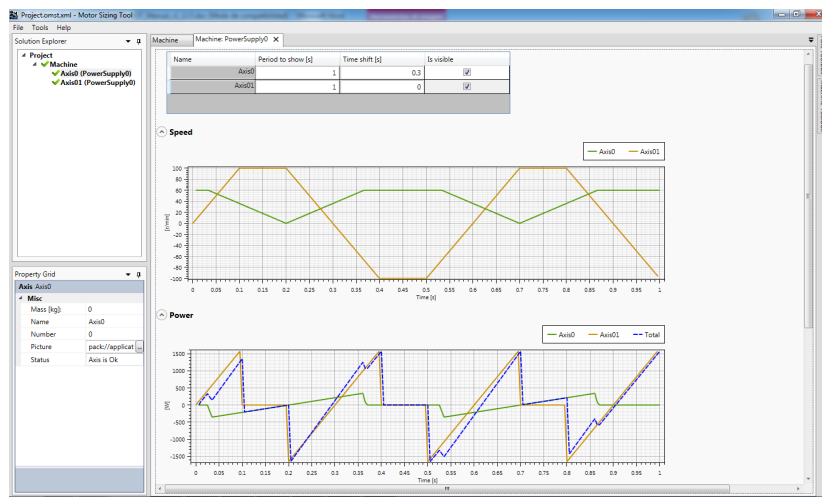 Project.omst.xml - Motor Sizing Tool
File Tools Help
Solution Explorer
Project
Machine
Axis0 (PowerSupply0)
Axis01 (PowerSupply0)
Property Grid
Axis Axis0
Misc
Mass [kg] 0
Name Axis0
Number 0
Picture pack://applicat ...
Status Axis is Ok
Machine Machine: PowerSupply0
Name Period to show [s] Time shift [s] Is visible
Axis0 1 0.3
Axis01 1 0
Speed
Axis0 Axis01
[r/min]
100
80
60
40
20
0
-20
-40
-60
-80
-100
0 0.05 0.1 0.15 0.2 0.25 0.3 0.35 0.4 0.45 0.5 0.55 0.6 0.65 0.7 0.75 0.8 0.85 0.9 0.95 1
Time [s]
Power
Axis0 Axis01 Total
[W]
1500
1000
500
0
-500
-1000
-1500
0 0.05 0.1 0.15 0.2 0.25 0.3 0.35 0.4 0.45 0.5 0.55 0.6 0.65 0.7 0.75 0.8 0.85 0.9 0.95 1
Time [s]